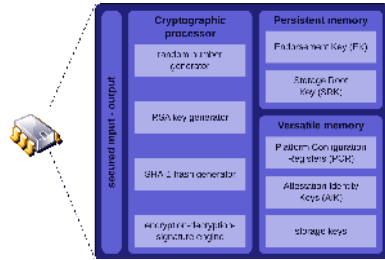 secured input - output
Cryptographic
processor
random number
generator
RSA key generator
SHA-1 hash generator
encryption-decryption-
signature engine
Persistent memory
Endorsement Key (EK)
Storage Root
Key (SRK)
Versatile memory
Platform Configuration
Registers (PCR)
Attestation Identity
Keys (AIK)
storage keys